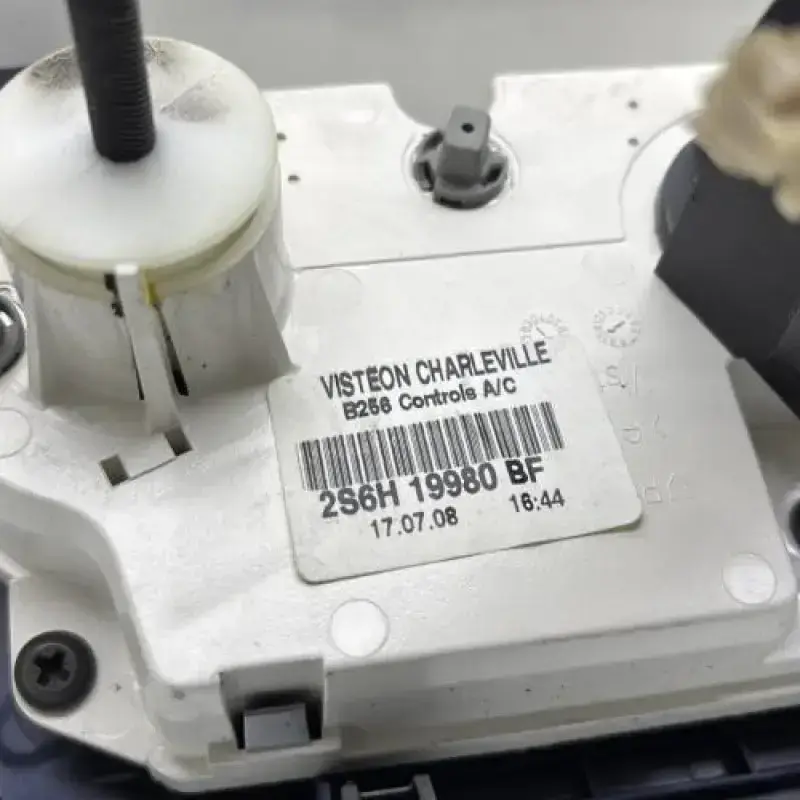 VISTEON CHARLEVILLE
B256 Controls A/C
2S6H 19980 BF
17.07.08 16:44